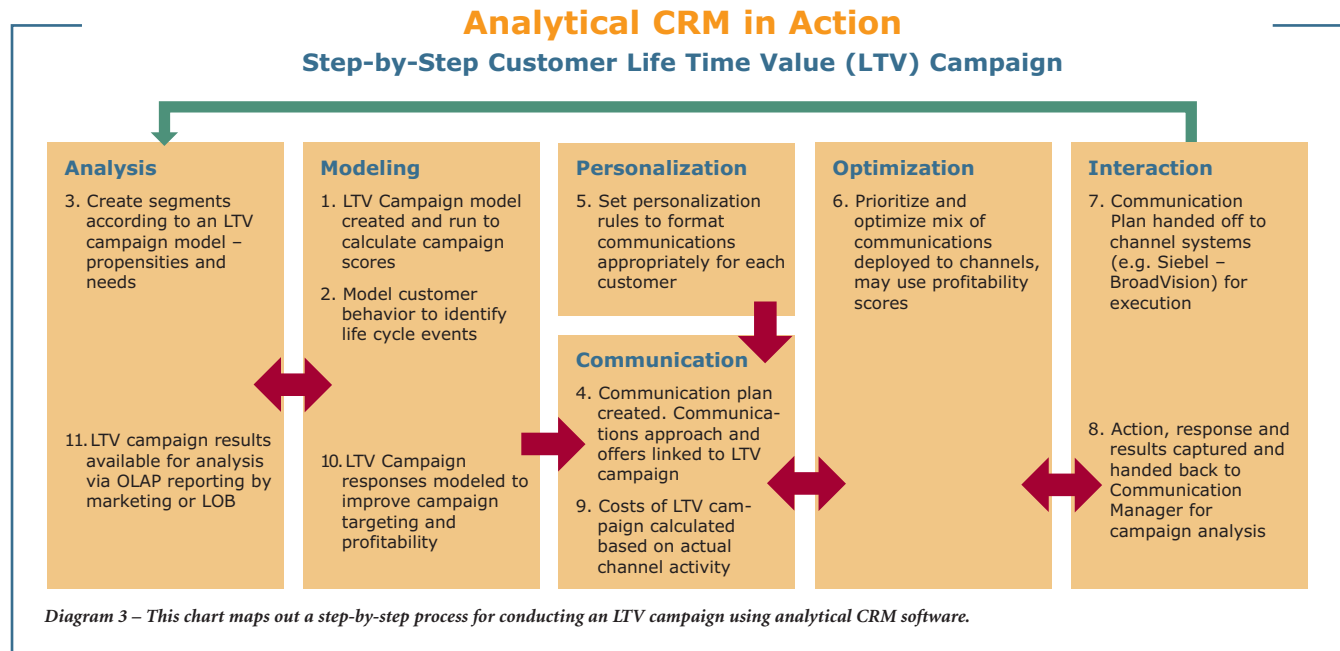 Analytical CRM in Action
Step-by-Step Customer Life Time Value (LTV) Campaign
Analysis
3. Create segments
according to an LTV
campaign model –
propensities and
needs
11. LTV campaign results
available for analysis
via OLAP reporting by
marketing or LOB
Modeling
1. LTV Campaign model
created and run to
calculate campaign
scores
2. Model customer
behavior to identify
life cycle events
10. LTV Campaign
responses modeled to
improve campaign
targeting and
profitability
Personalization
5. Set personalization
rules to format
communications
appropriately for each
customer
Communication
4. Communication plan
created. Communica-
tions approach and
offers linked to LTV
campaign
9. Costs of LTV cam-
paign calculated
based on actual
channel activity
Optimization
6. Prioritize and
optimize mix of
communications
deployed to channels,
may use profitability
scores
Interaction
7. Communication
Plan handed off to
channel systems
(e.g. Siebel –
BroadVision) for
execution
8. Action, response and
results captured and
handed back to
Communication
Manager for
campaign analysis
Diagram 3 – This chart maps out a step-by-step process for conducting an LTV campaign using analytical CRM software.